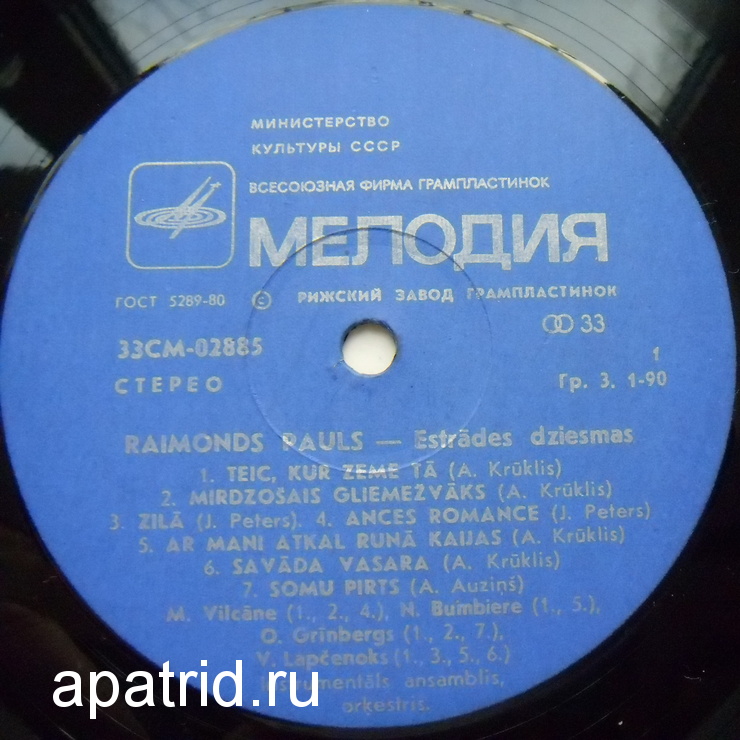 МИНИСТЕРСТВО
КУЛЬТУРЫ СССР
ВСЕСОЮЗНАЯ ФИРМА ГРАМПЛАСТИНОК
МЕЛОДИЯ
ГОСТ 5289-80 © РИЖСКИЙ ЗАВОД ГРАМПЛАСТИНОК
33СМ-02885 33
СТЕРЕО 1
Гр. 3. 1-90
RAIMONDS PAULS — Estrādes dziesmas
1. TEIC, KUR ZEME TĀ (A. Krūklis)
2. MIRDZOŠAIS GLIEMEŽVĀKS (A. Krūklis)
3. ZILĀ (J. Peters). 4. ANCES ROMANCE (J. Peters)
5. AR MANI ATKAL RUNĀ KAIJAS (A. Krūklis)
6. SAVĀDA VASARA (A. Krūklis)
7. SOMU PIRTS (A. Auziņš)
M. Vilcāne (1., 2., 4.), N. Bumbiere (1., 5.),
O. Grīnbergs (1., 2., 7.),
V. Lapčenoks (1., 3., 5., 6.)
Instrumentāls ansamblis,
orķestris.
apatrid.ru